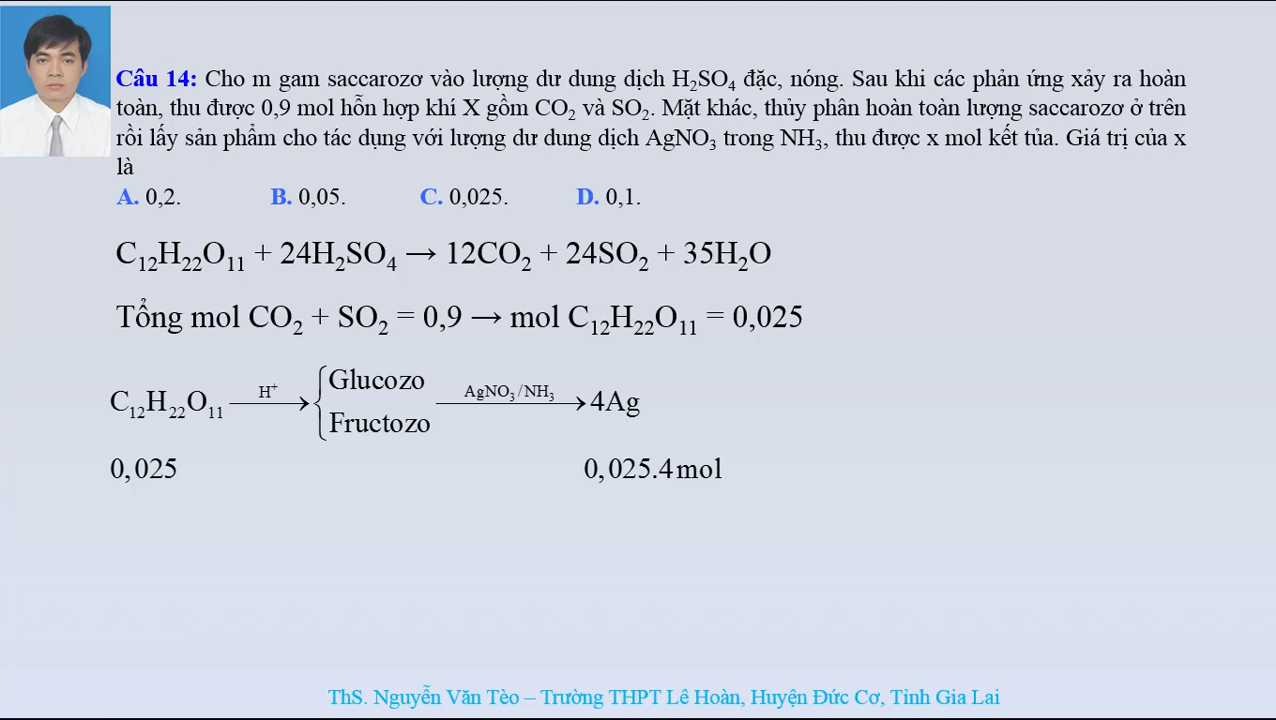 Câu 14: Cho m gam saccarozơ vào lượng dư dung dịch H₂SO₄ đặc, nóng. Sau khi các phản ứng xảy ra hoàn
toàn, thu được 0,9 mol hỗn hợp khí X gồm CO₂ và SO₂. Mặt khác, thủy phân hoàn toàn lượng saccarozơ ở trên
rồi lấy sản phẩm cho tác dụng với lượng dư dung dịch AgNO₃ trong NH₃, thu được x mol kết tủa. Giá trị của x
là
A. 0,2. B. 0,05. C. 0,025. D. 0,1.
C₁₂H₂₂O₁₁ + 24H₂SO₄ → 12CO₂ + 24SO₂ + 35H₂O
Tổng mol CO₂ + SO₂ = 0,9 → mol C₁₂H₂₂O₁₁ = 0,025
C₁₂H₂₂O₁₁ —H⁺→ { Glucozo / Fructozo —AgNO₃/NH₃→ 4Ag
0,025 0,025.4mol
ThS. Nguyễn Văn Tèo – Trường THPT Lê Hoàn, Huyện Đức Cơ, Tỉnh Gia Lai